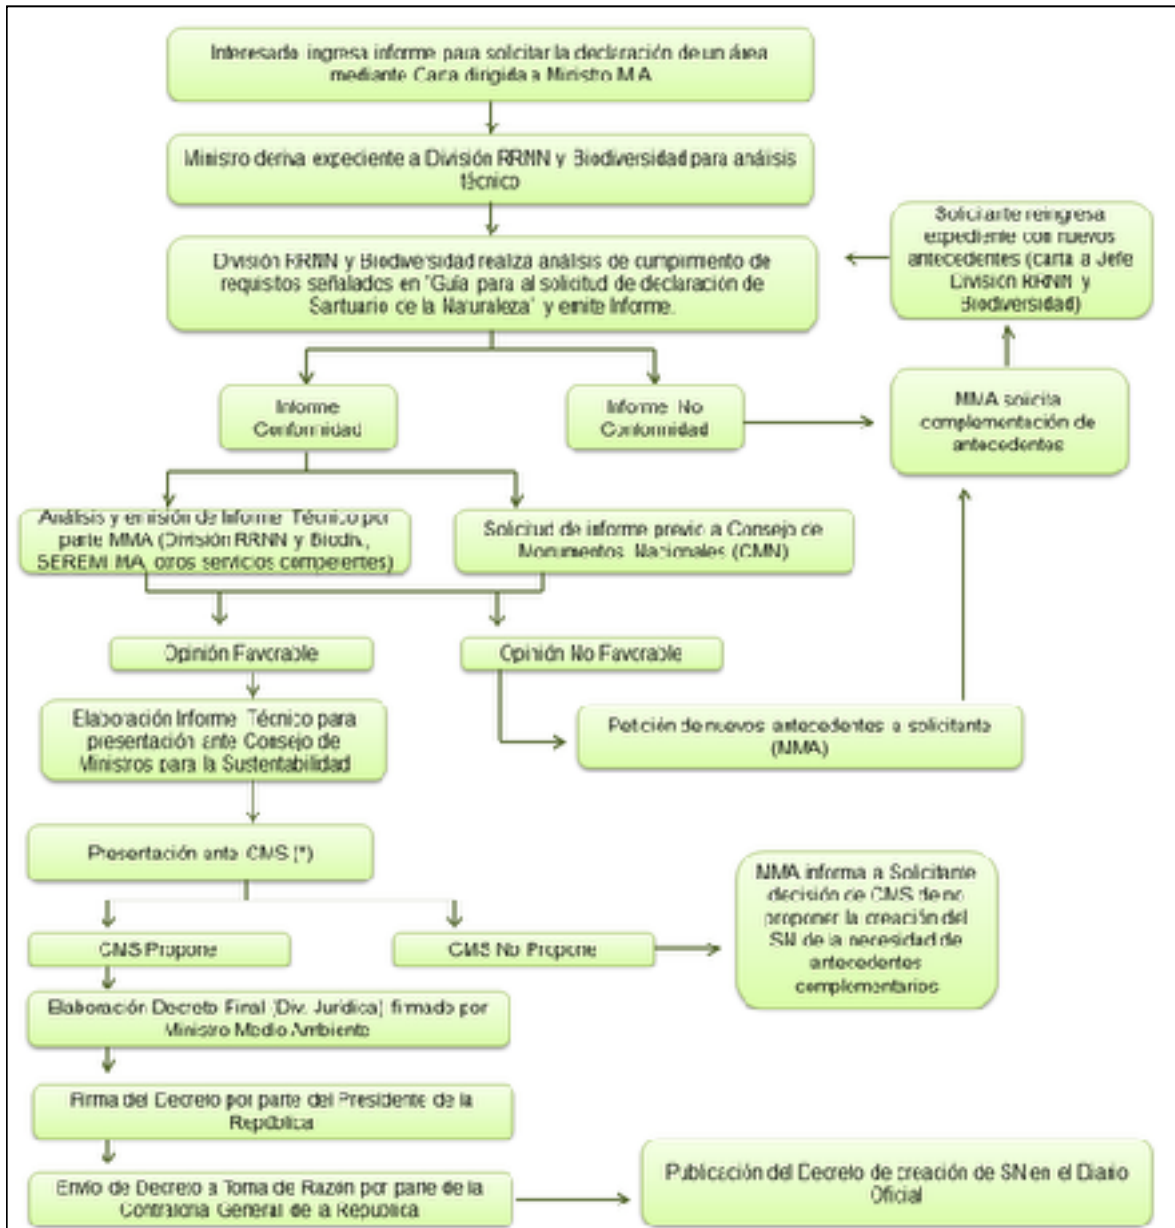 Interesado ingresa informe para solicitar la declaración de un área
mediante Carta dirigida a Ministro M.A.
Ministro deriva expediente a División RRNN y Biodiversidad para análisis
técnico
Solicitante reingresa
expediente con nuevos
antecedentes (carta a Jefe
División RRNN y
Biodiversidad)
División RRNN y Biodiversidad realiza análisis de cumplimiento de
requisitos señalados en "Guía para al solicitud de declaración de
Santuario de la Naturaleza" y emite Informe.
Informe
Conformidad
Informe No
Conformidad
MMA solicita
complementación de
antecedentes
Análisis y emisión de Informe Técnico por
parte MMA (División RRNN y Biodiv.,
SEREMI MA, otros servicios competentes)
Solicitud de informe previo a Consejo de
Monumentos Nacionales (CMN)
Opinión Favorable
Opinión No Favorable
Elaboración Informe Técnico para
presentación ante Consejo de
Ministros para la Sustentabilidad
Petición de nuevos antecedentes a solicitante
(MMA)
Presentación ante CMS (*)
MMA informa a Solicitante
decisión de CMS de no
proponer la creación del
SN de la necesidad de
antecedentes
complementarios
CMS Propone
CMS No Propone
Elaboración Decreto Final (Div. Jurídica) firmado por
Ministro Medio Ambiente
Firma del Decreto por parte del Presidente de la
República
Envío de Decreto a Toma de Razón por parte de la
Contraloría General de la República
Publicación del Decreto de creación de SN en el Diario
Oficial